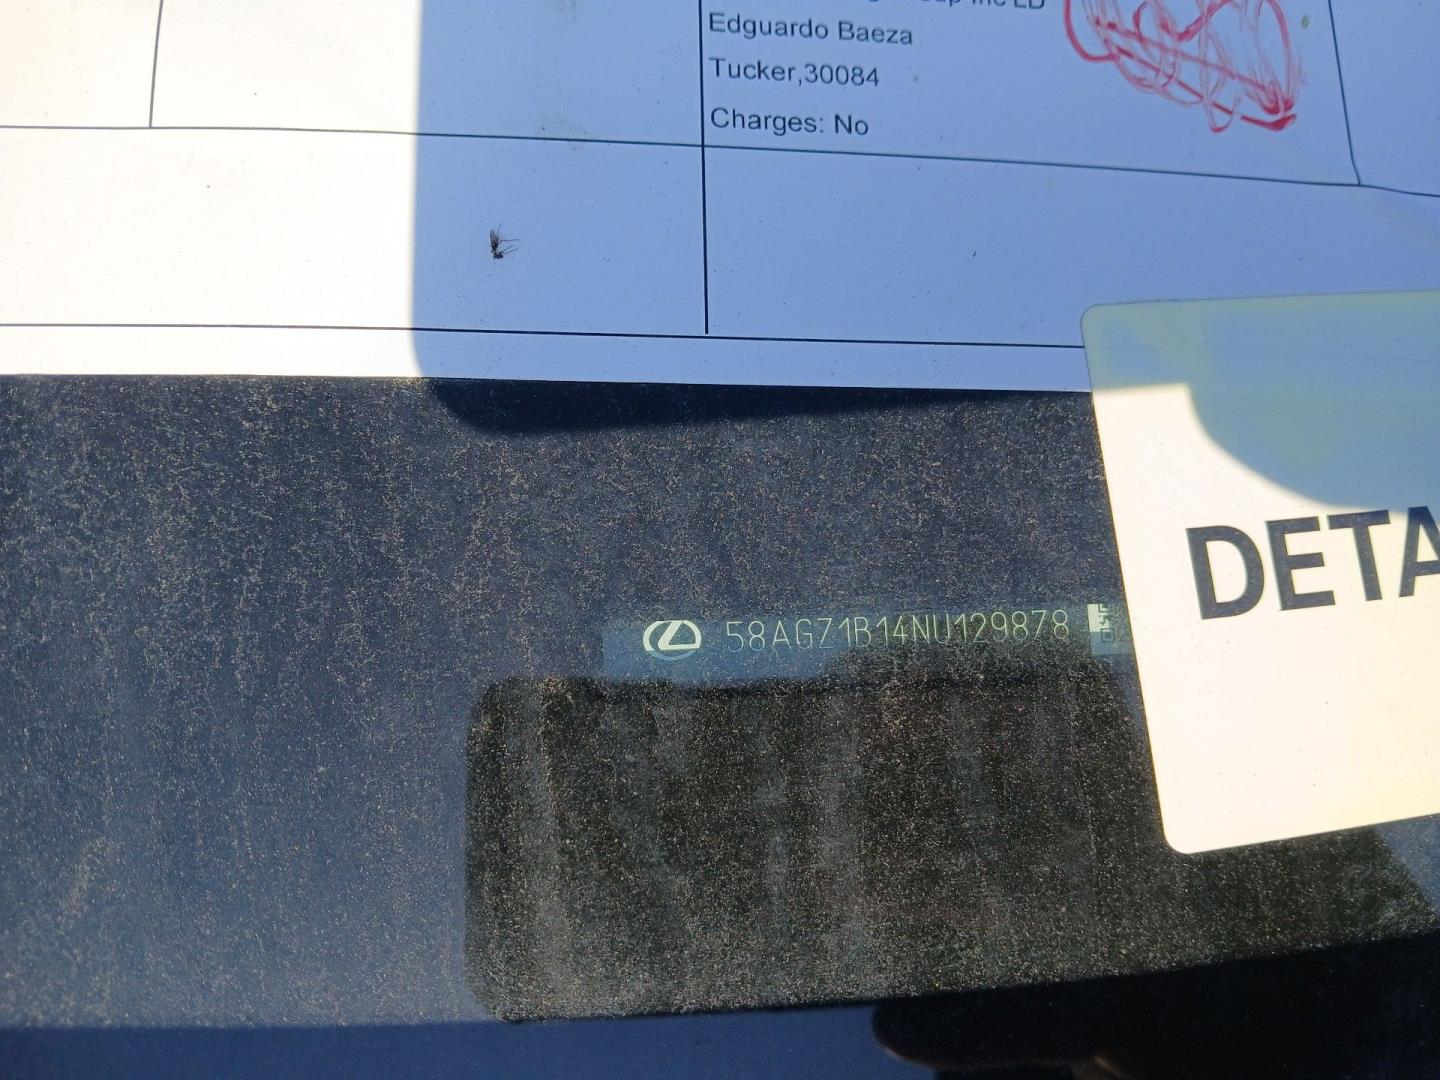 Edguardo Baeza
Tucker,30084
Charges: No
58AGZ1B14NU129878
DETA